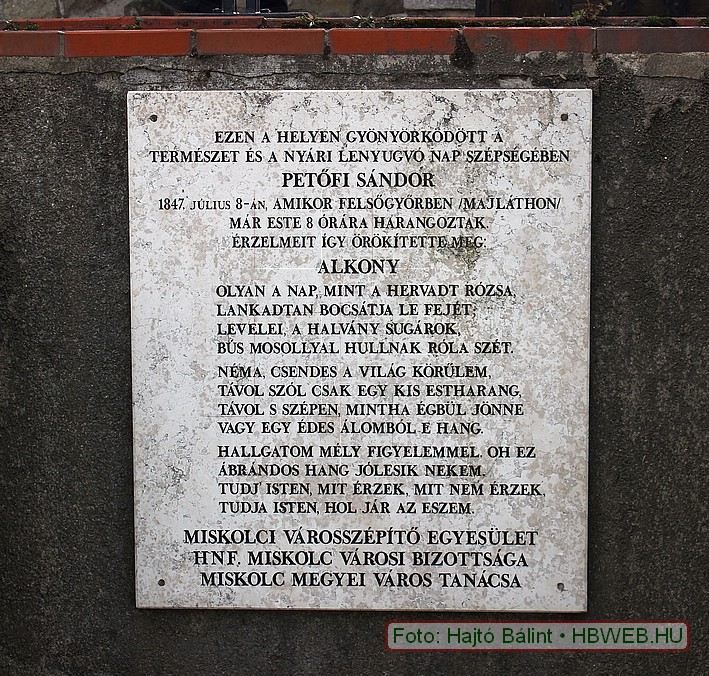 EZEN A HELYEN GYÖNYÖRKÖDÖTT A
TERMÉSZET ÉS A NYÁRI LENYUGVÓ NAP SZÉPSÉGÉBEN
PETŐFI SÁNDOR
1847. JÚLIUS 8-ÁN, AMIKOR FELSŐGYŐRBEN /MAJLÁTHON/
MÁR ESTE 8 ÓRÁRA HARANGOZTAK.
ÉRZELMEIT ÍGY ÖRÖKÍTETTE MEG:
ALKONY
OLYAN A NAP, MINT A HERVADT RÓZSA,
LANKADTAN BOCSÁTJA LE FEJÉT;
LEVELEI, A HALVÁNY SUGÁROK,
BÚS MOSOLLYAL HULLNAK RÓLA SZÉT.
NÉMA, CSENDES A VILÁG KÖRÜLEM,
TÁVOL SZÓL CSAK EGY KIS ESTHARANG,
TÁVOL S SZÉPEN, MINTHA ÉGBŰL JÖNNE
VAGY EGY ÉDES ÁLOMBÓL E HANG.
HALLGATOM MÉLY FIGYELEMMEL. OH EZ
ÁBRÁNDOS HANG JÓLESIK NEKEM.
TUDJ' ISTEN, MIT ÉRZEK, MIT NEM ÉRZEK,
TUDJA ISTEN, HOL JÁR AZ ESZEM.
MISKOLCI VÁROSSZÉPÍTŐ EGYESÜLET
HNF. MISKOLC VÁROSI BIZOTTSÁGA
MISKOLC MEGYEI VÁROS TANÁCSA
Foto: Hajtó Bálint • HBWEB.HU